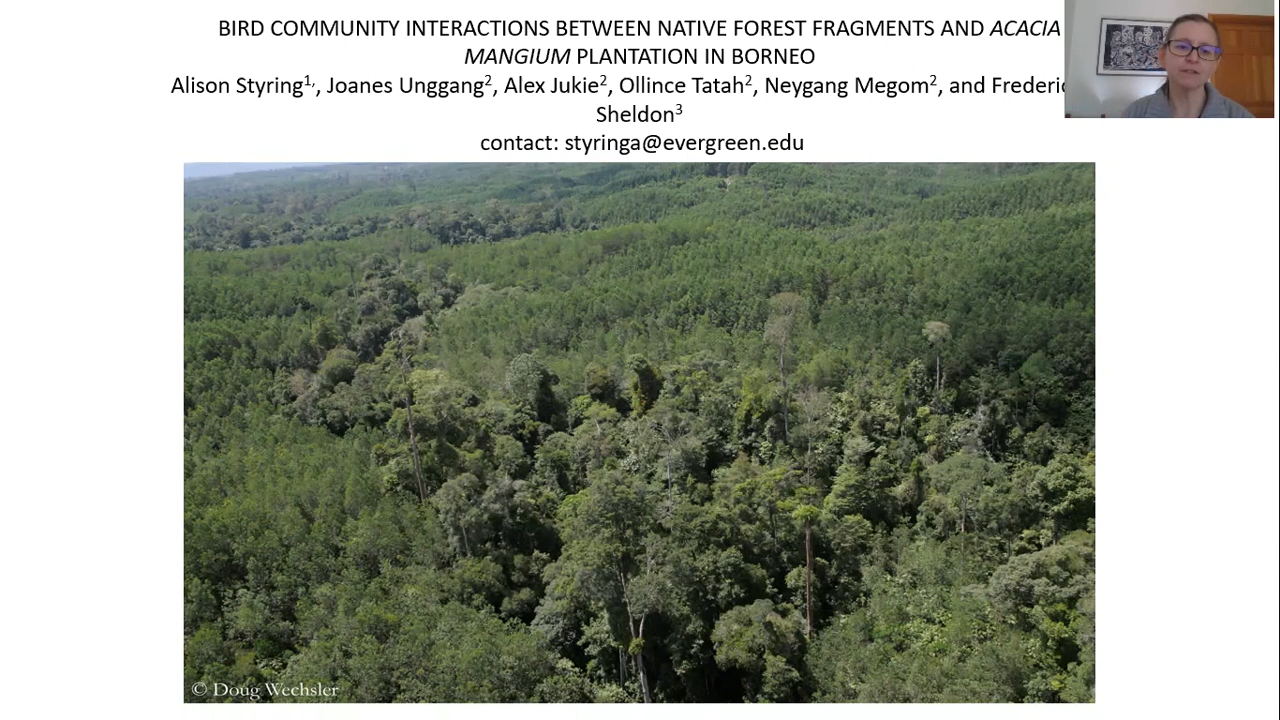 BIRD COMMUNITY INTERACTIONS BETWEEN NATIVE FOREST FRAGMENTS AND ACACIA
MANGIUM PLANTATION IN BORNEO
Alison Styring¹,, Joanes Unggang², Alex Jukie², Ollince Tatah², Neygang Megom², and Frederic
Sheldon³
contact: styringa@evergreen.edu
© Doug Wechsler